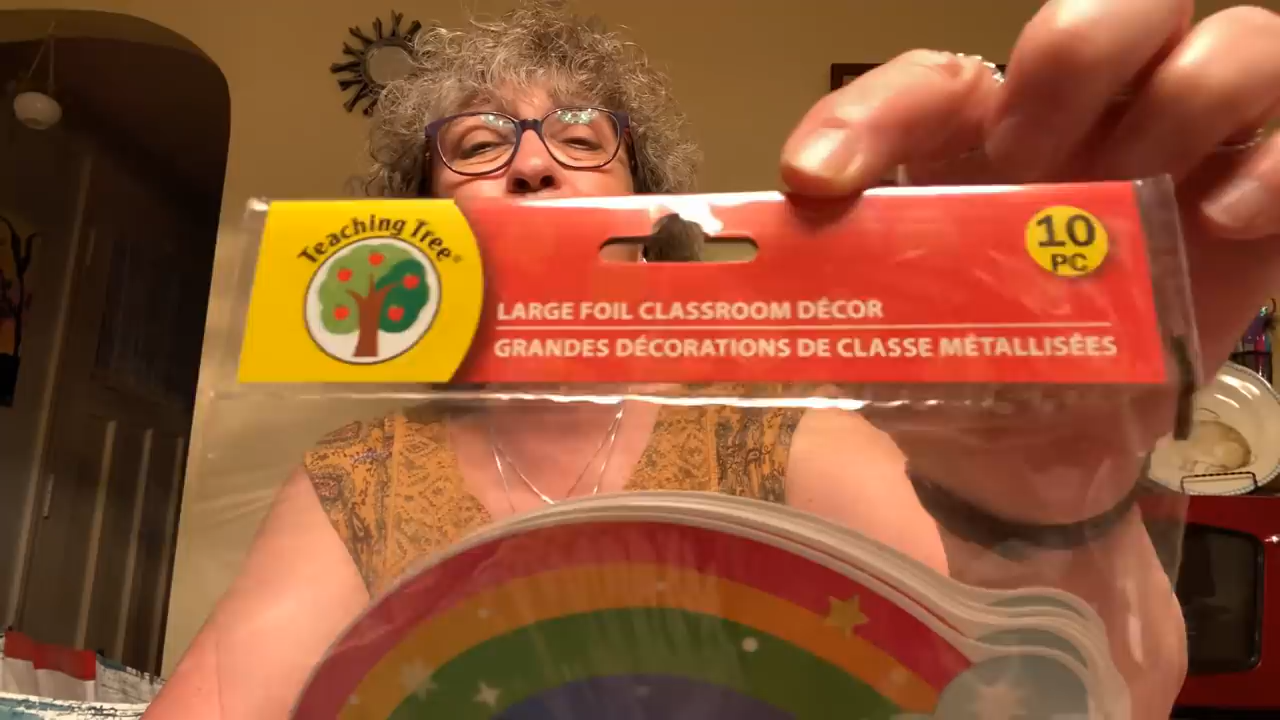 Teaching Tree®
10
PC
LARGE FOIL CLASSROOM DÉCOR
GRANDES DÉCORATIONS DE CLASSE MÉTALLISÉES